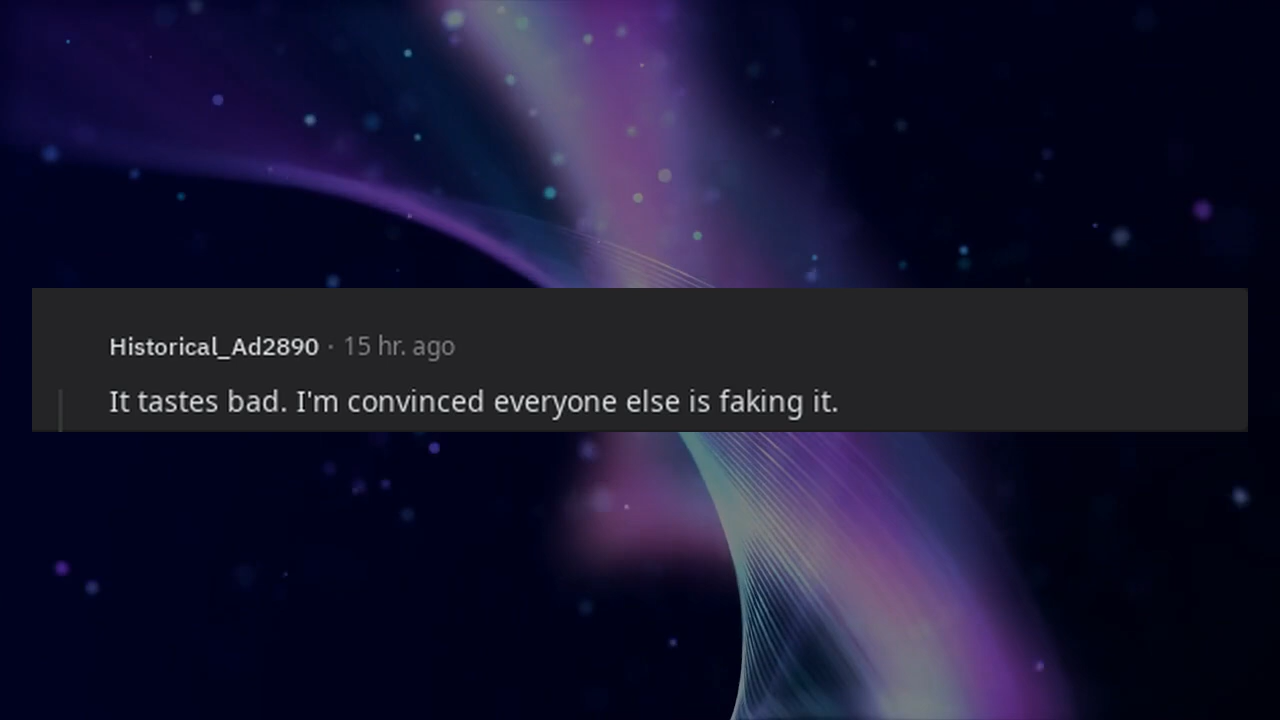 Historical_Ad2890 · 15 hr. ago
It tastes bad. I'm convinced everyone else is faking it.